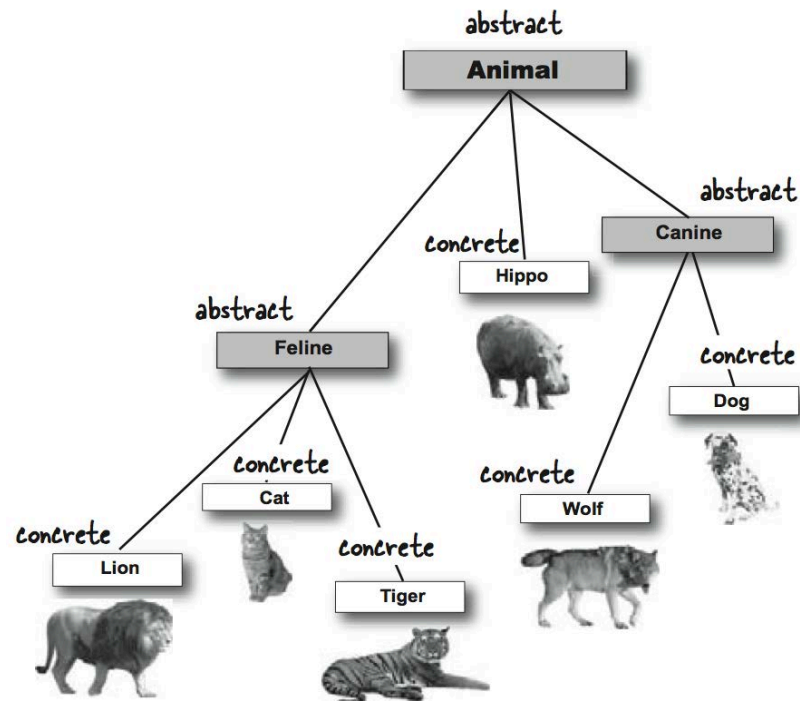 abstract
Animal
abstract
Canine
concrete
Hippo
abstract
Feline
concrete
Dog
concrete
Cat
concrete
Wolf
concrete
Lion
concrete
Tiger